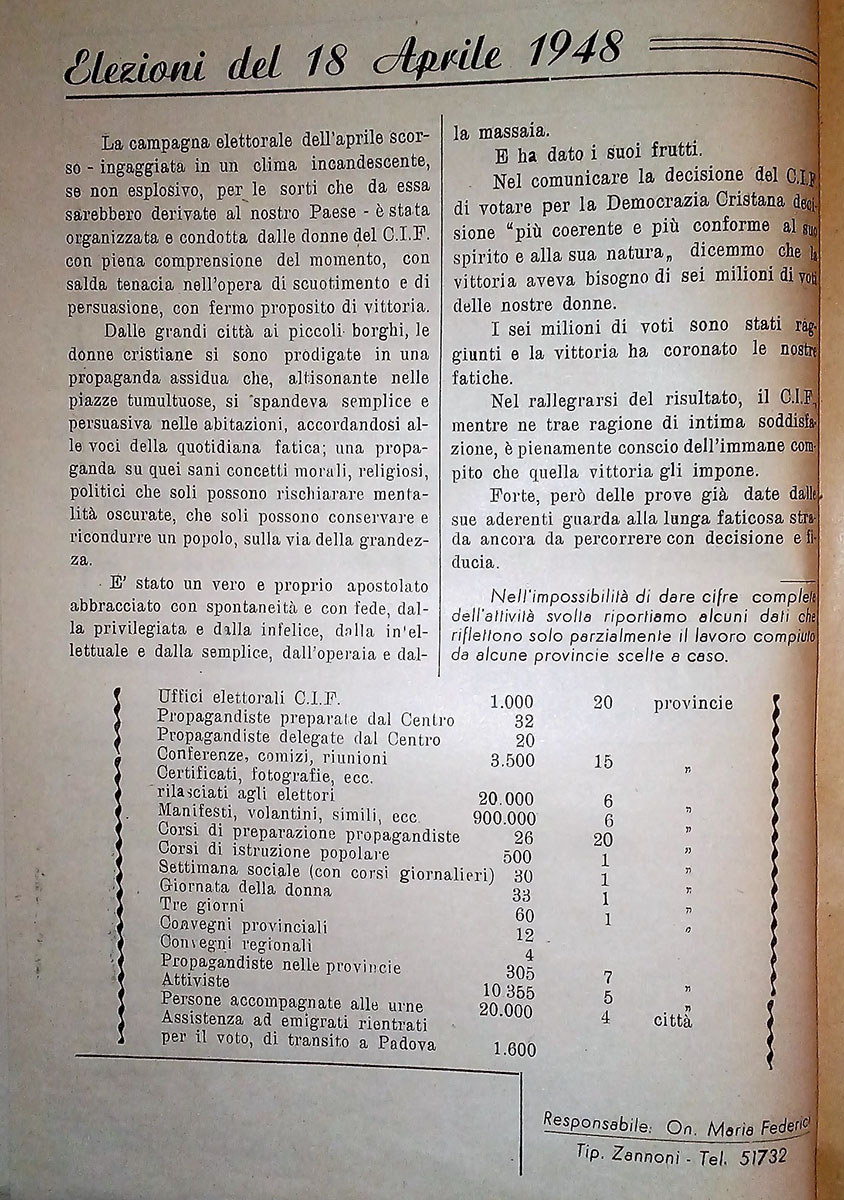 Elezioni del 18 Aprile 1948
La campagna elettorale dell'aprile scor-
so - ingaggiata in un clima incandescente,
se non esplosivo, per le sorti che da essa
sarebbero derivate al nostro Paese - è stata
organizzata e condotta dalle donne del C.I.F.
con piena comprensione del momento, con
salda tenacia nell'opera di scuotimento e di
persuasione, con fermo proposito di vittoria.
Dalle grandi città ai piccoli borghi, le
donne cristiane si sono prodigate in una
propaganda assidua che, altisonante nelle
piazze tumultuose, si spandeva semplice e
persuasiva nelle abitazioni, accordandosi al-
le voci della quotidiana fatica; una propa-
ganda su quei sani concetti morali, religiosi,
politici che soli possono rischiarare menta-
lità oscurate, che soli possono conservare e
ricondurre un popolo, sulla via della grandez-
za.
E' stato un vero e proprio apostolato
abbracciato con spontaneità e con fede, dal-
la privilegiata e dalla infelice, dalla in'el-
lettuale e dalla semplice, dall'operaia e dal-
la massaia.
E ha dato i suoi frutti.
Nel comunicare la decisione del C.I.F
di votare per la Democrazia Cristana deci-
sione "più coerente e più conforme al suo
spirito e alla sua natura„ dicemmo che la
vittoria aveva bisogno di sei milioni di voti
delle nostre donne.
I sei milioni di voti sono stati rag-
giunti e la vittoria ha coronato le nostre
fatiche.
Nel rallegrarsi del risultato, il C.I.F.,
mentre ne trae ragione di intima soddisfa-
zione, è pienamente conscio dell'immane com-
pito che quella vittoria gli impone.
Forte, però delle prove già date dalle
sue aderenti guarda alla lunga faticosa stra-
da ancora da percorrere con decisione e fi-
ducia.
Nell'impossibilità di dare cifre complete
dell'attività svolta riportiamo alcuni dati che
riflettono solo parzialmente il lavoro compiuto
da alcune provincie scelte a caso.
Uffici elettorali C.I.F. 1.000 20 provincie
Propagandiste preparate dal Centro 32
Propagandiste delegate dal Centro 20
Conferenze, comizi, riunioni 3.500 15 „
Certificati, fotografie, ecc.
rilasciati agli elettori 20.000 6 „
Manifesti, volantini, simili, ecc 900.000 6 „
Corsi di preparazione propagandiste 26 20 „
Corsi di istruzione popolare 500 1 „
Settimana sociale (con corsi giornalieri) 30 1 „
Giornata della donna 33 1 „
Tre giorni 60 1 „
Convegni provinciali 12
Convegni regionali 4
Propagandiste nelle provincie 305 7 „
Attiviste 10 355 5 „
Persone accompagnate alle urne 20.000 4 città
Assistenza ad emigrati rientrati
per il voto, di transito a Padova 1.600
Responsabile: On. Maria Federici
Tip. Zannoni - Tel. 51732